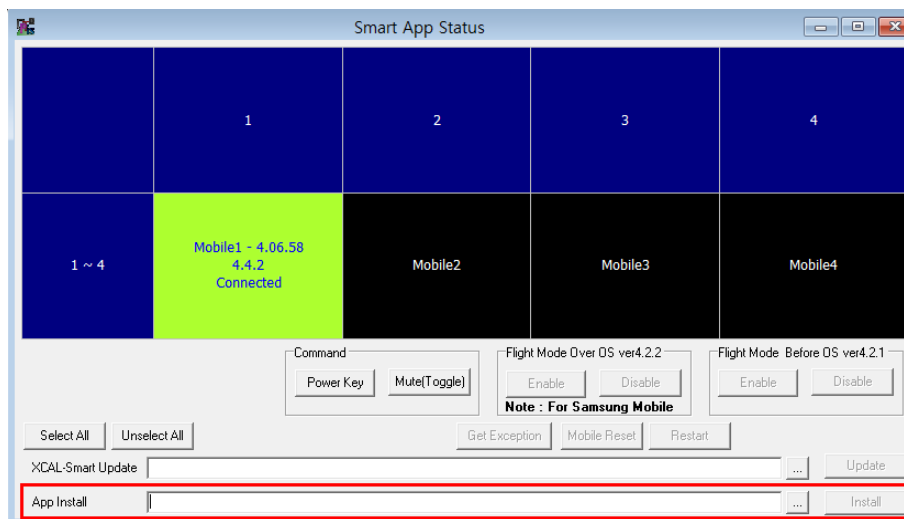 Smart App Status
1 2 3 4
1 ~ 4
Mobile1 - 4.06.58
4.4.2
Connected
Mobile2 Mobile3 Mobile4
Command
Power Key Mute(Toggle)
Flight Mode Over OS ver4.2.2
Enable Disable
Note : For Samsung Mobile
Flight Mode Before OS ver4.2.1
Enable Disable
Select All Unselect All Get Exception Mobile Reset Restart
XCAL-Smart Update ... Update
App Install ... Install